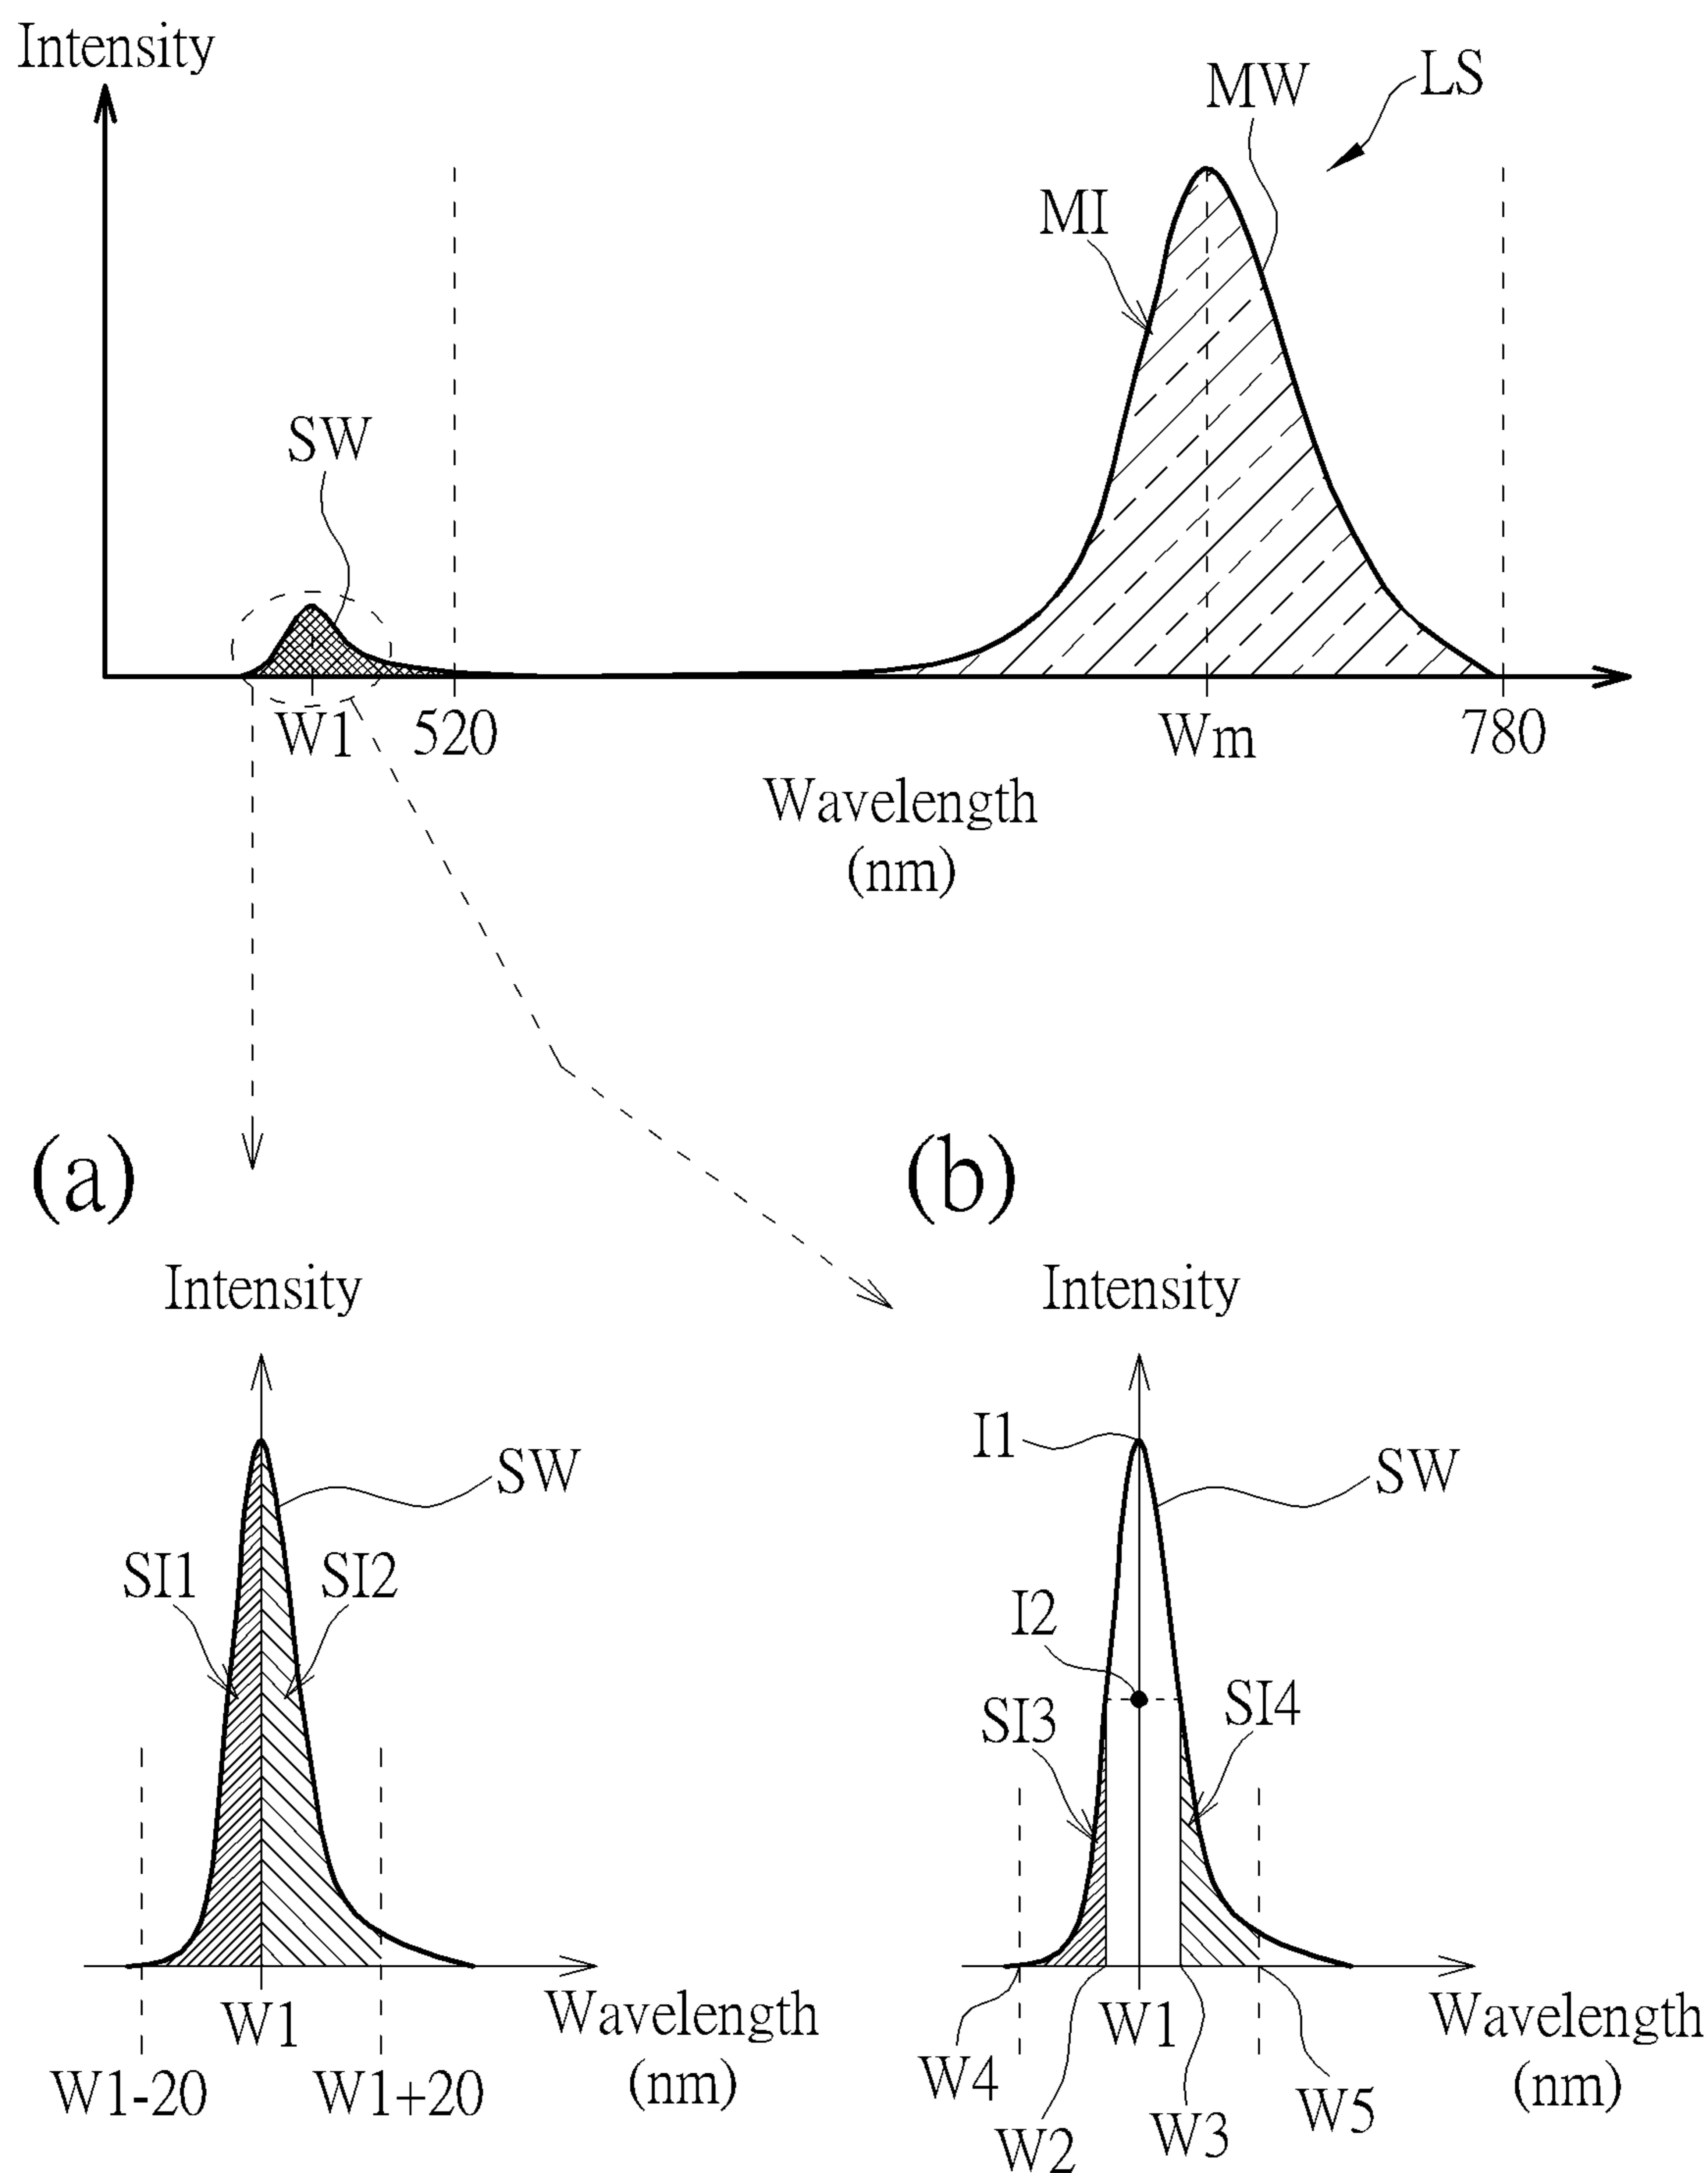 Intensity
LS
MW
MI
SW
W1
520
Wm
780
Wavelength
(nm)
(a)
(b)
Intensity
SW
SI1
SI2
W1
Wavelength
(nm)
W1-20
W1+20
Intensity
I1
SW
I2
SI3
SI4
W1
Wavelength
(nm)
W4
W2
W3
W5